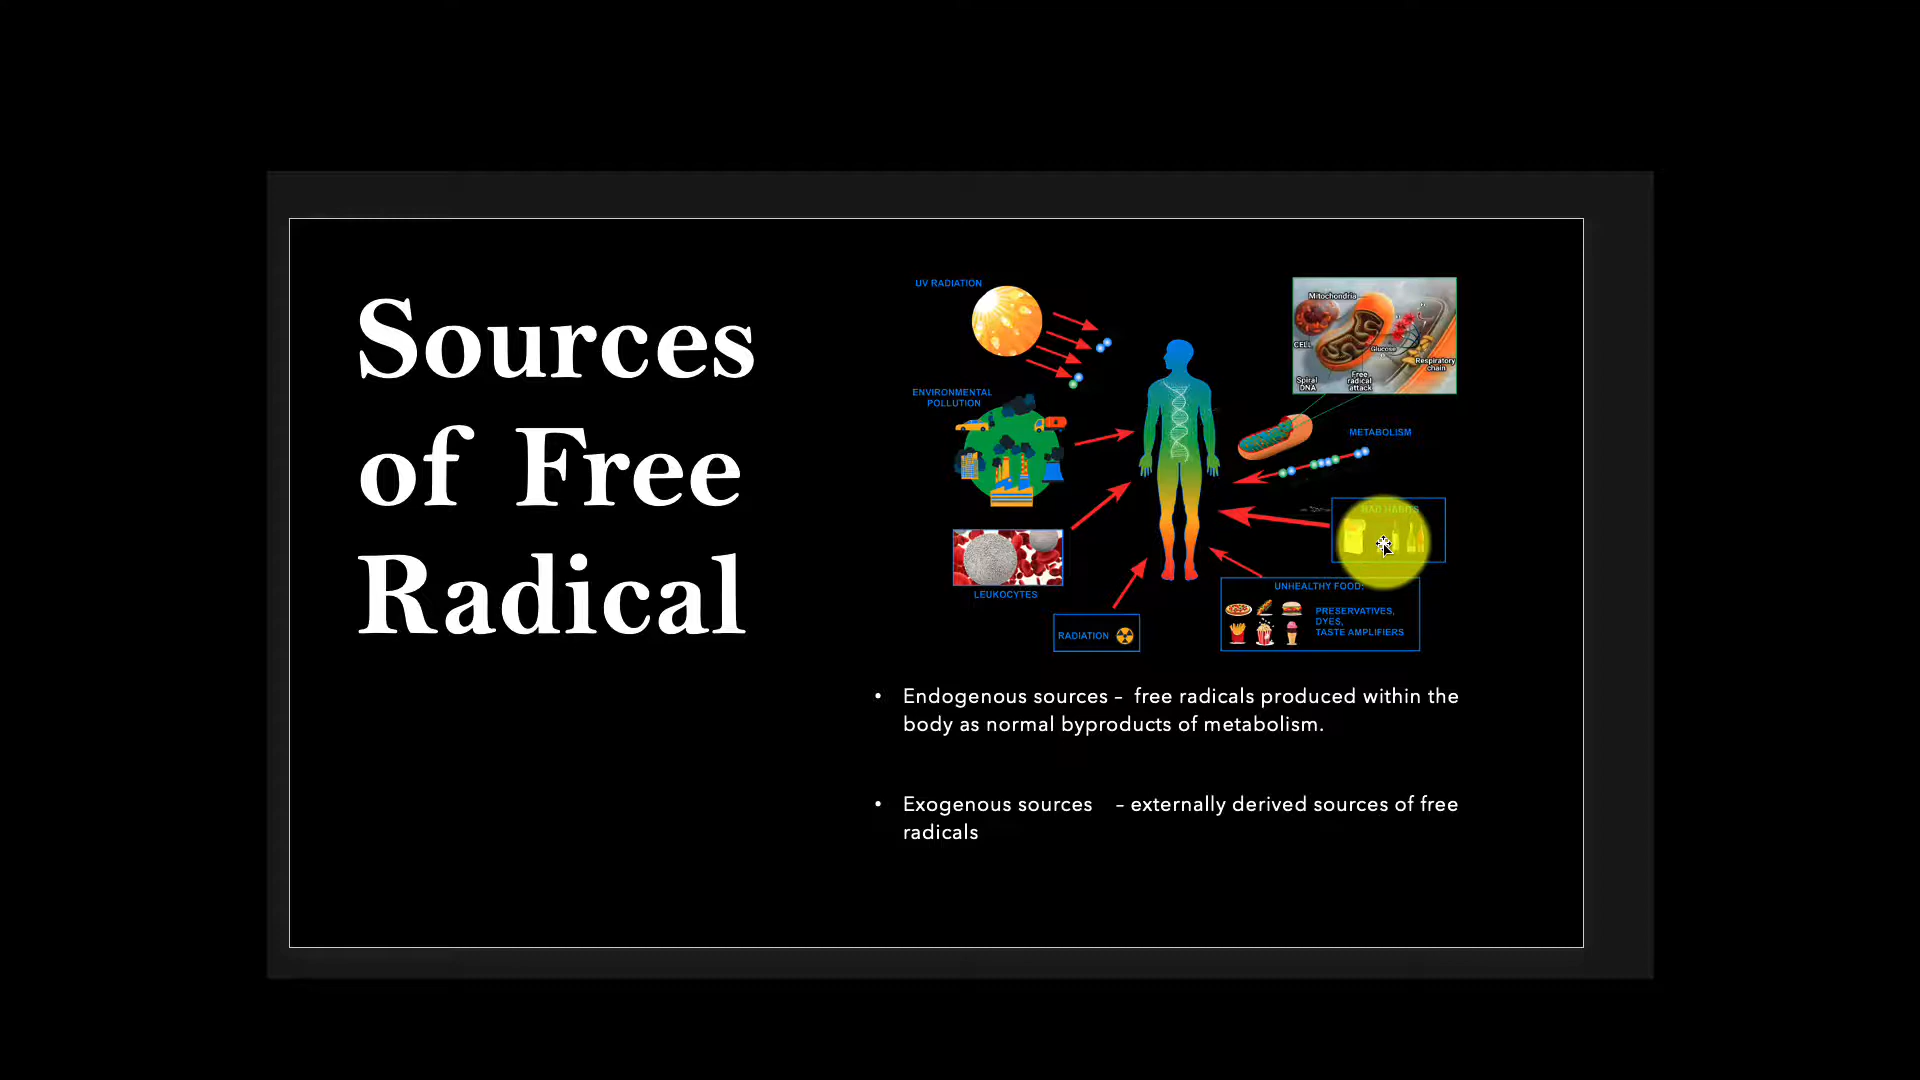 Sources
of Free
Radical
UV RADIATION
ENVIRONMENTAL
POLLUTION
LEUKOCYTES
RADIATION
Mitochondria
CELL
Glucose
Respiratory
chain
Spiral
DNA
Free
radical
attack
METABOLISM
BAD HABITS
UNHEALTHY FOOD:
PRESERVATIVES,
DYES,
TASTE AMPLIFIERS
• Endogenous sources – free radicals produced within the
body as normal byproducts of metabolism.
• Exogenous sources – externally derived sources of free
radicals